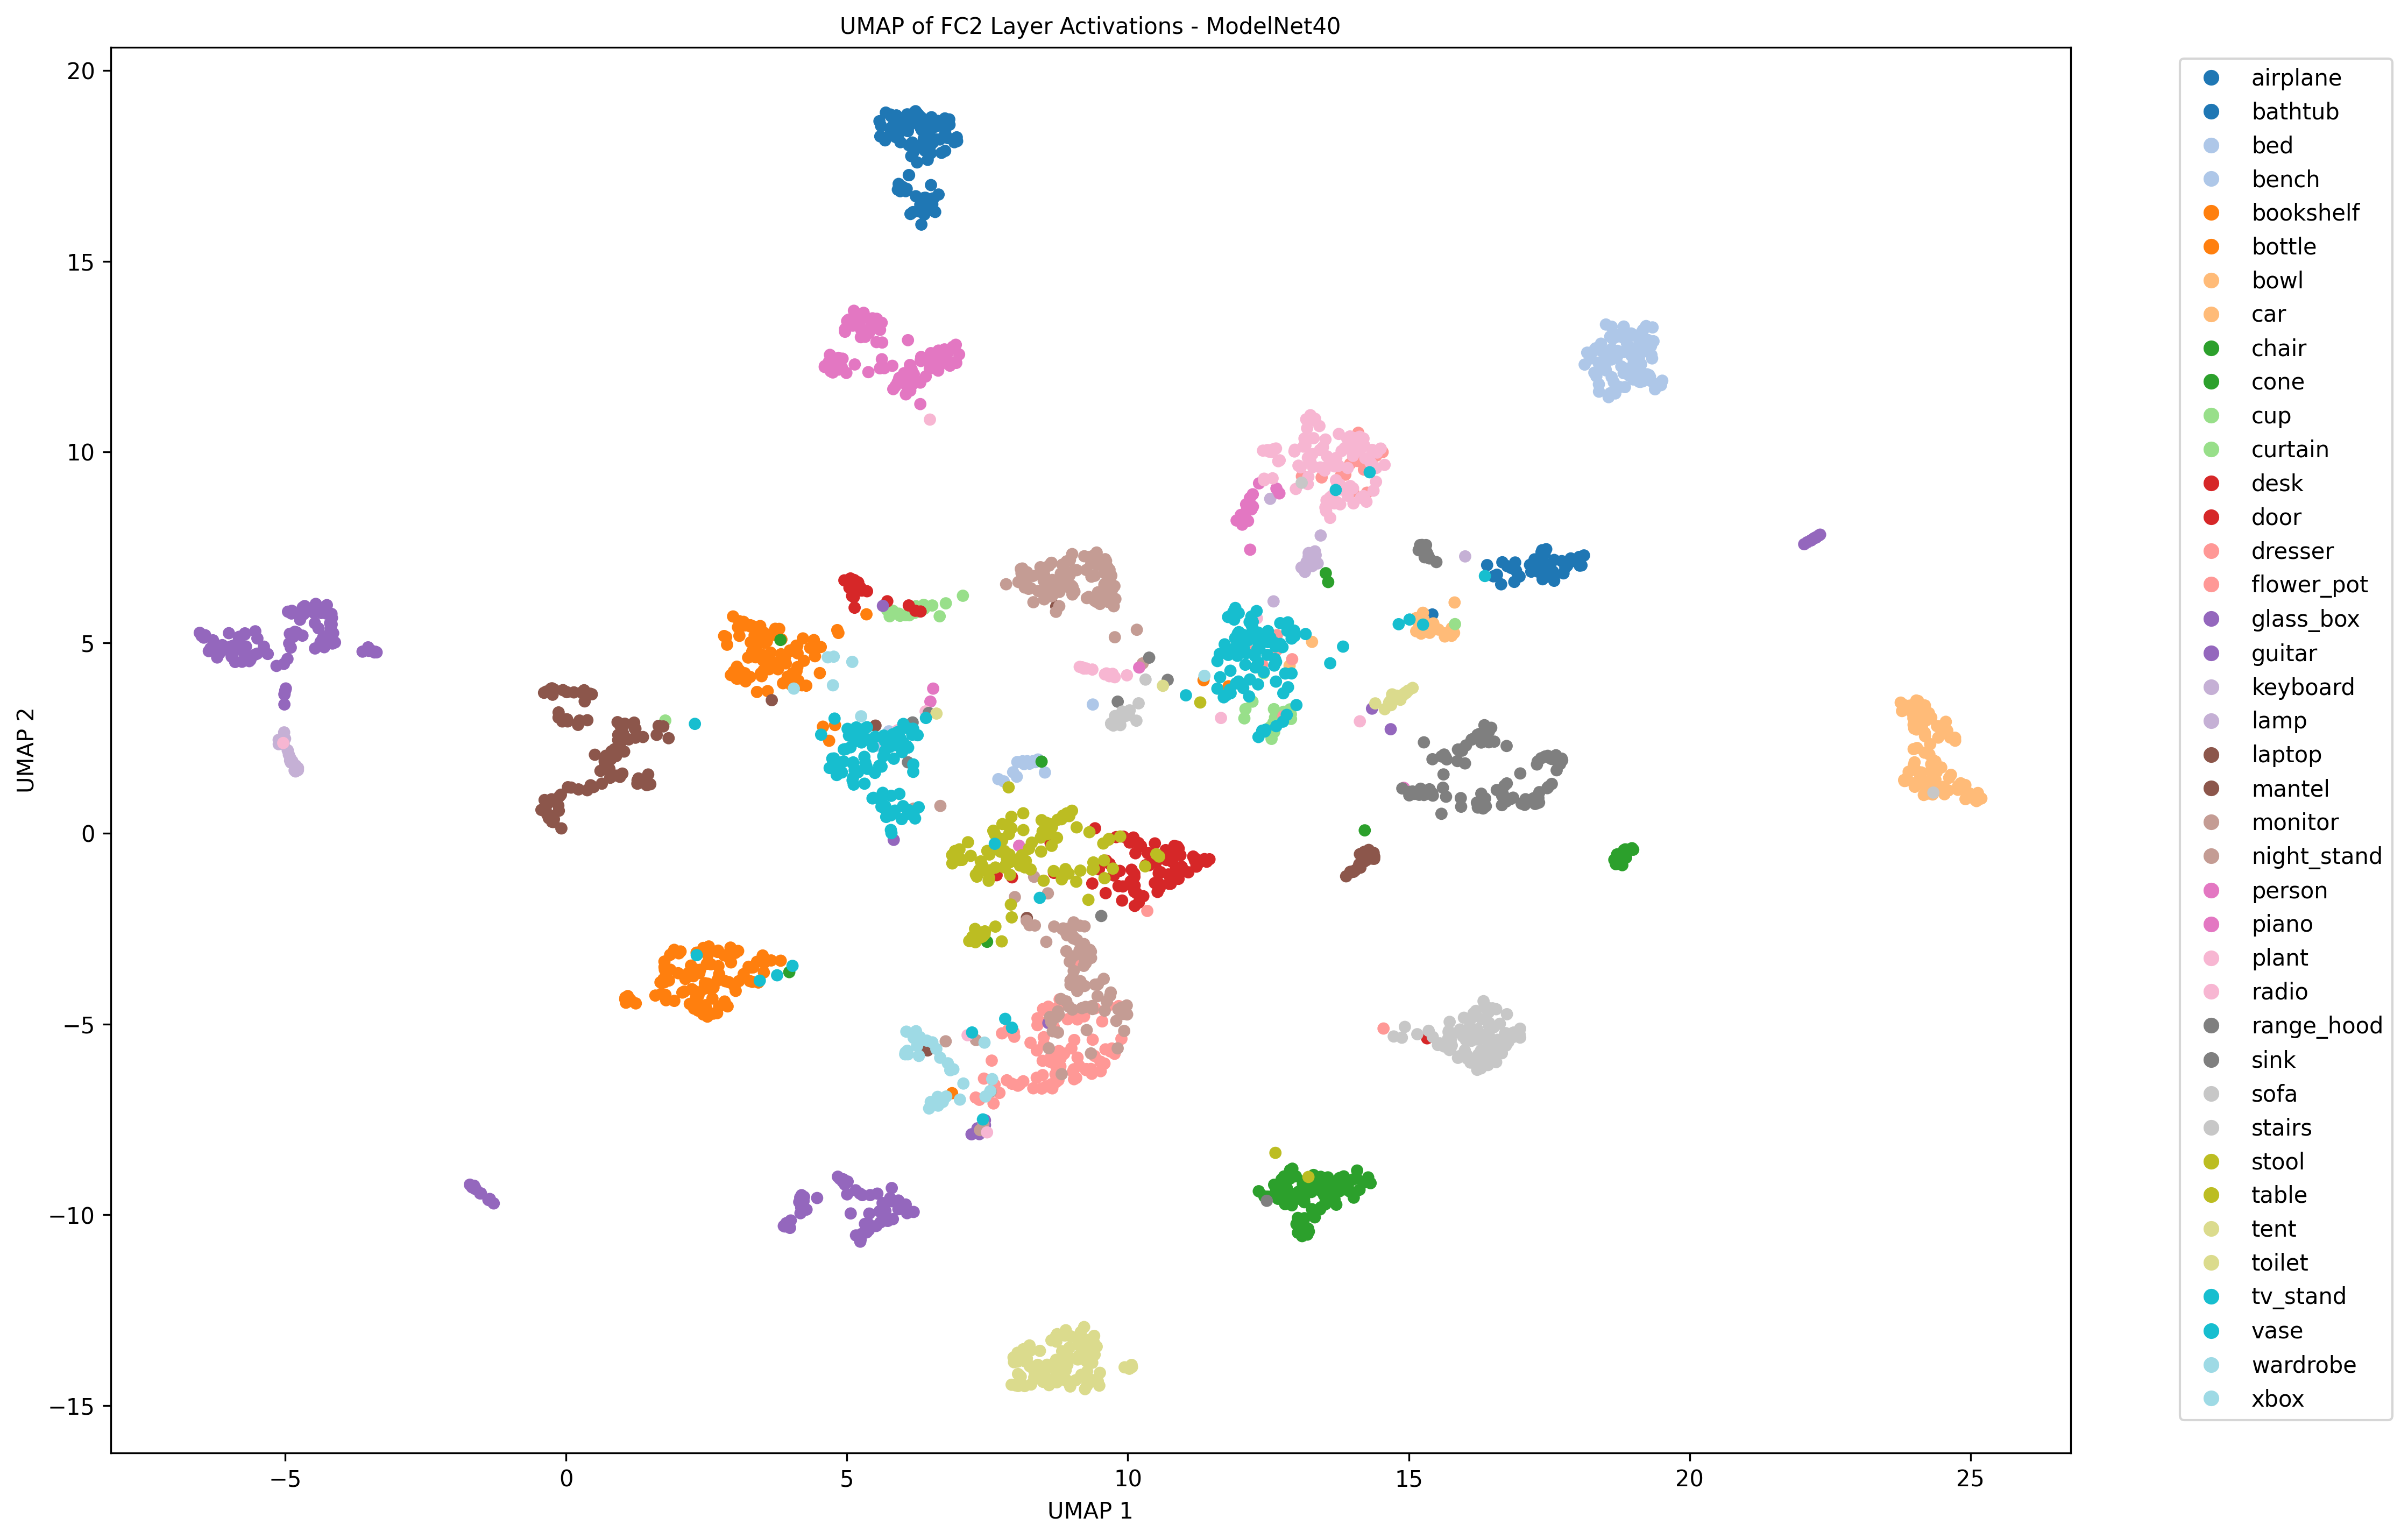 UMAP of FC2 Layer Activations - ModelNet40
20
15
10
5
0
−5
−10
−15
UMAP 2
−5
0
5
10
15
20
25
UMAP 1
airplane
bathtub
bed
bench
bookshelf
bottle
bowl
car
chair
cone
cup
curtain
desk
door
dresser
flower_pot
glass_box
guitar
keyboard
lamp
laptop
mantel
monitor
night_stand
person
piano
plant
radio
range_hood
sink
sofa
stairs
stool
table
tent
toilet
tv_stand
vase
wardrobe
xbox